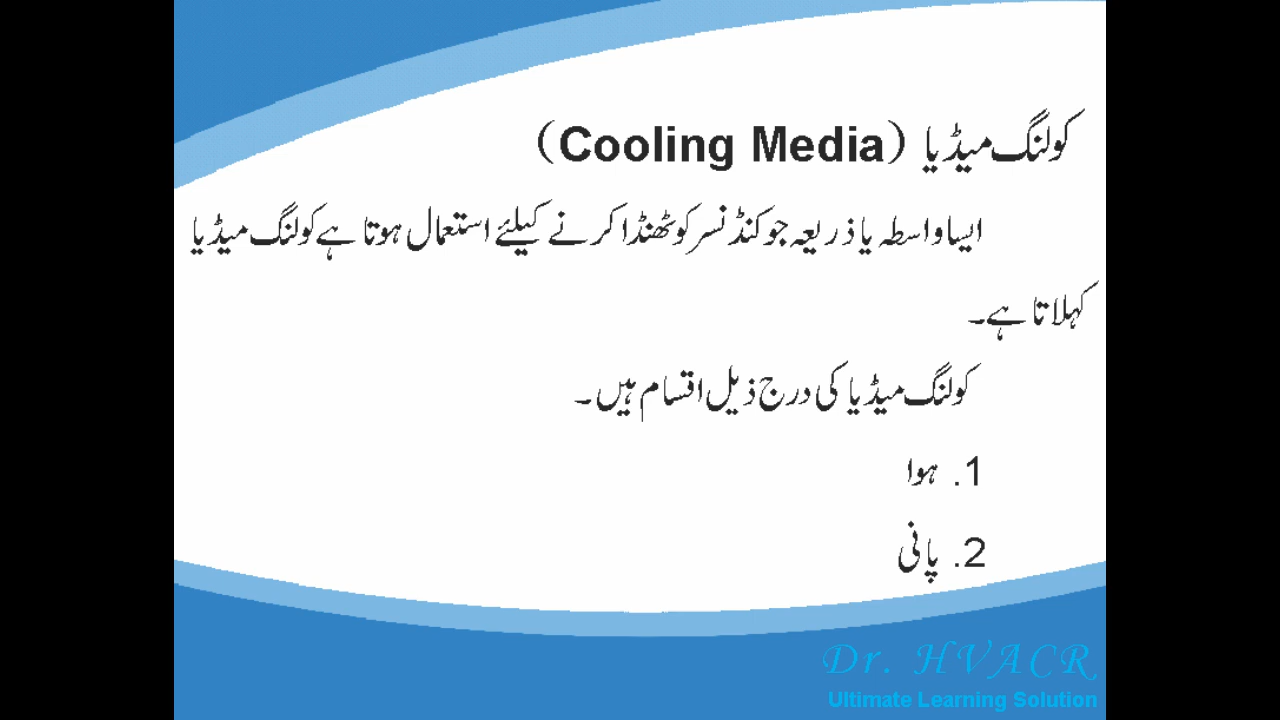 کولنگ میڈیا (Cooling Media)
ایسا واسطہ یا ذریعہ جو کنڈنسر کو ٹھنڈا کرنے کیلئے استعمال ہوتا ہے کولنگ میڈیا
کہلاتا ہے۔
کولنگ میڈیا کی درج ذیل اقسام ہیں۔
1. ہوا
2. پانی
Dr. HVACR
Ultimate Learning Solution